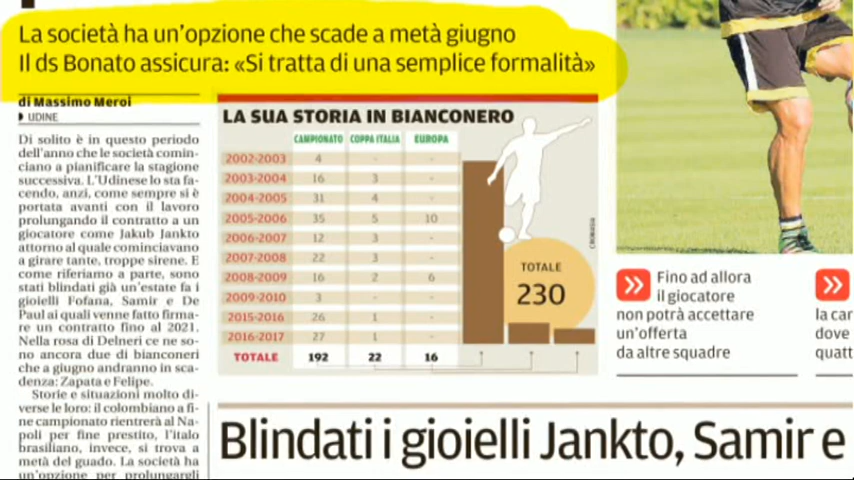 La società ha un'opzione che scade a metà giugno
Il ds Bonato assicura: «Si tratta di una semplice formalità»
di Massimo Meroi
UDINE
Di solito è in questo periodo
dell'anno che le società comin-
ciano a pianificare la stagione
successiva. L'Udinese lo sta fa-
cendo, anzi, come sempre si è
portata avanti con il lavoro
prolungando il contratto a un
giocatore come Jakub Jankto
attorno al quale cominciavano
a girare tante, troppe sirene. E
come riferiamo a parte, sono
stati blindati già un'estate fa i
gioielli Fofana, Samir e De
Paul ai quali venne fatto firma-
re un contratto fino al 2021.
Nella rosa di Delneri ce ne so-
no ancora due di bianconeri
che a giugno andranno in sca-
denza: Zapata e Felipe.
Storie e situazioni molto di-
verse le loro: il colombiano a fi-
ne campionato rientrerà al Na-
poli per fine prestito, l'italo
brasiliano, invece, si trova a
metà del guado. La società ha
un'opzione per prolungargli
LA SUA STORIA IN BIANCONERO
CAMPIONATO COPPA ITALIA EUROPA
2002-2003 4 - -
2003-2004 16 3 -
2004-2005 31 4 -
2005-2006 35 5 10
2006-2007 12 3 -
2007-2008 22 3 -
2008-2009 16 2 6
2009-2010 3 - -
2015-2016 26 1 -
2016-2017 27 1 -
TOTALE 192 22 16
TOTALE
230
Fino ad allora
il giocatore
non potrà accettare
un'offerta
da altre squadre
la car
dove
quatt
Blindati i gioielli Jankto, Samir e